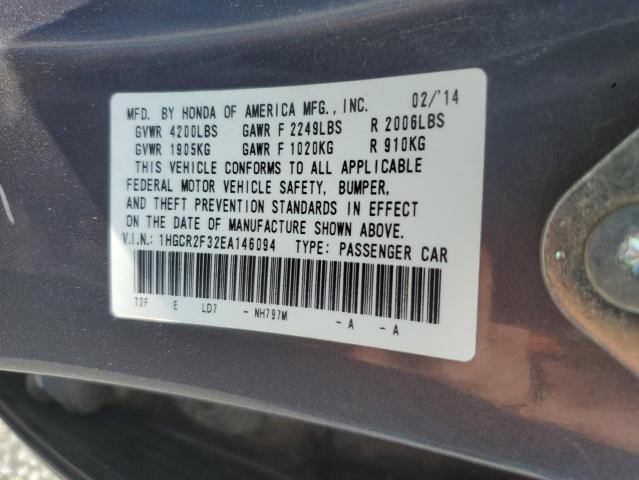 MFD. BY HONDA OF AMERICA MFG., INC. 02/'14
GVWR 4200LBS GAWR F 2249LBS R 2006LBS
GVWR 1905KG GAWR F 1020KG R 910KG
THIS VEHICLE CONFORMS TO ALL APPLICABLE
FEDERAL MOTOR VEHICLE SAFETY, BUMPER,
AND THEFT PREVENTION STANDARDS IN EFFECT
ON THE DATE OF MANUFACTURE SHOWN ABOVE.
V.I.N.: 1HGCR2F32EA146094 TYPE: PASSENGER CAR
T2F E LD7 - NH797M - A - A